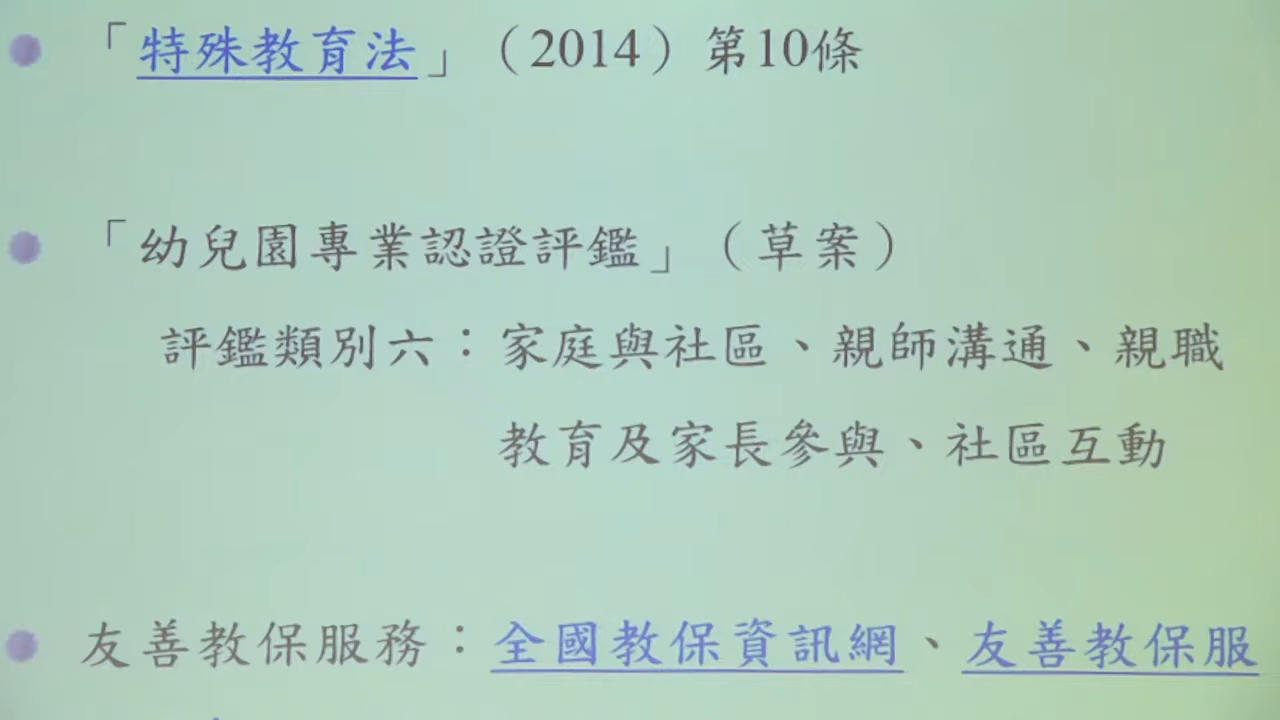 「特殊教育法」（2014）第10條
「幼兒園專業認證評鑑」（草案）
評鑑類別六：家庭與社區、親師溝通、親職
教育及家長參與、社區互動
友善教保服務：全國教保資訊網、友善教保服